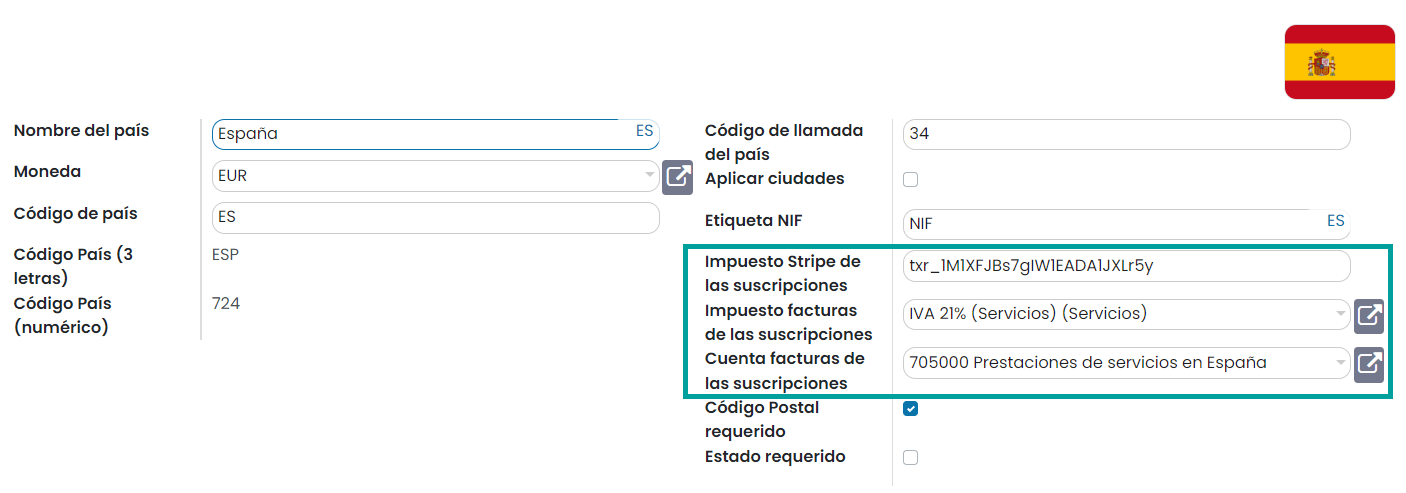 Nombre del país
España ES
Moneda
EUR
Código de país
ES
Código País (3
letras)
ESP
Código País
(numérico)
724
Código de llamada
del país
34
Aplicar ciudades
Etiqueta NIF
NIF ES
Impuesto Stripe de
las suscripciones
txr_1M1XFJBs7gIW1EADA1JXLr5y
Impuesto facturas
de las suscripciones
IVA 21% (Servicios) (Servicios)
Cuenta facturas de
las suscripciones
705000 Prestaciones de servicios en España
Código Postal
requerido
Estado requerido